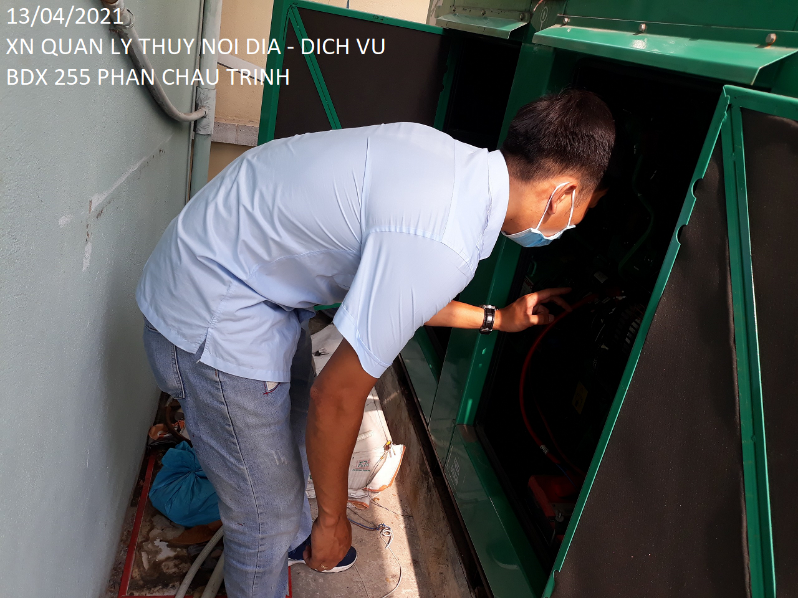 13/04/2021
XN QUAN LY THUY NOI DIA - DICH VU
BDX 255 PHAN CHAU TRINH